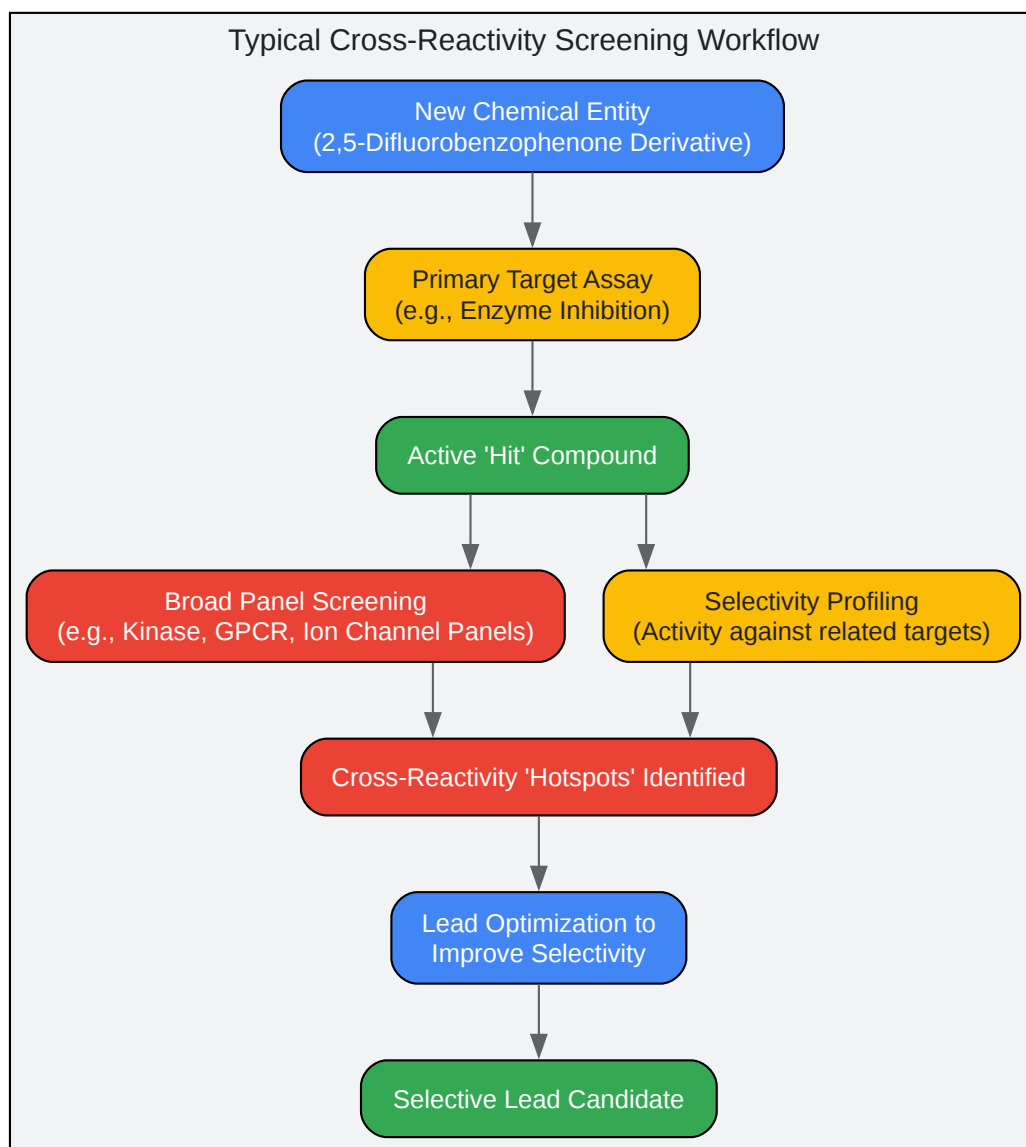 Typical Cross-Reactivity Screening Workflow
New Chemical Entity
(2,5-Difluorobenzophenone Derivative)
Primary Target Assay
(e.g., Enzyme Inhibition)
Active 'Hit' Compound
Broad Panel Screening
(e.g., Kinase, GPCR, Ion Channel Panels)
Selectivity Profiling
(Activity against related targets)
Cross-Reactivity 'Hotspots' Identified
Lead Optimization to
Improve Selectivity
Selective Lead Candidate